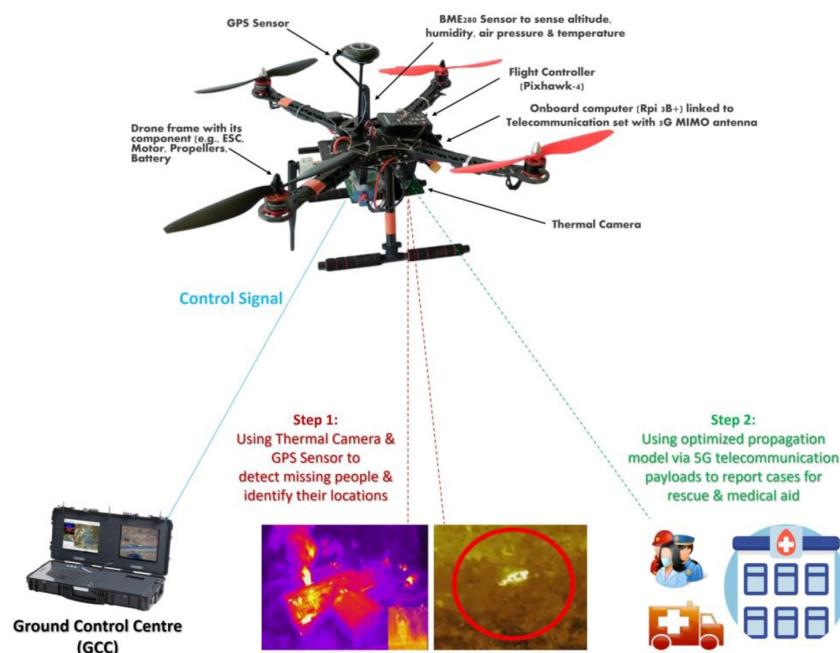 GPS Sensor
BME280 Sensor to sense altitude,
humidity, air pressure & temperature
Flight Controller
(Pixhawk-4)
Onboard computer (Rpi 3B+) linked to
Telecommunication set with 5G MIMO antenna
Drone frame with its
component (e.g., ESC,
Motor, Propellers,
Battery
Thermal Camera
Control Signal
Step 1:
Using Thermal Camera &
GPS Sensor to
detect missing people &
identify their locations
Step 2:
Using optimized propagation
model via 5G telecommunication
payloads to report cases for
rescue & medical aid
Ground Control Centre
(GCC)